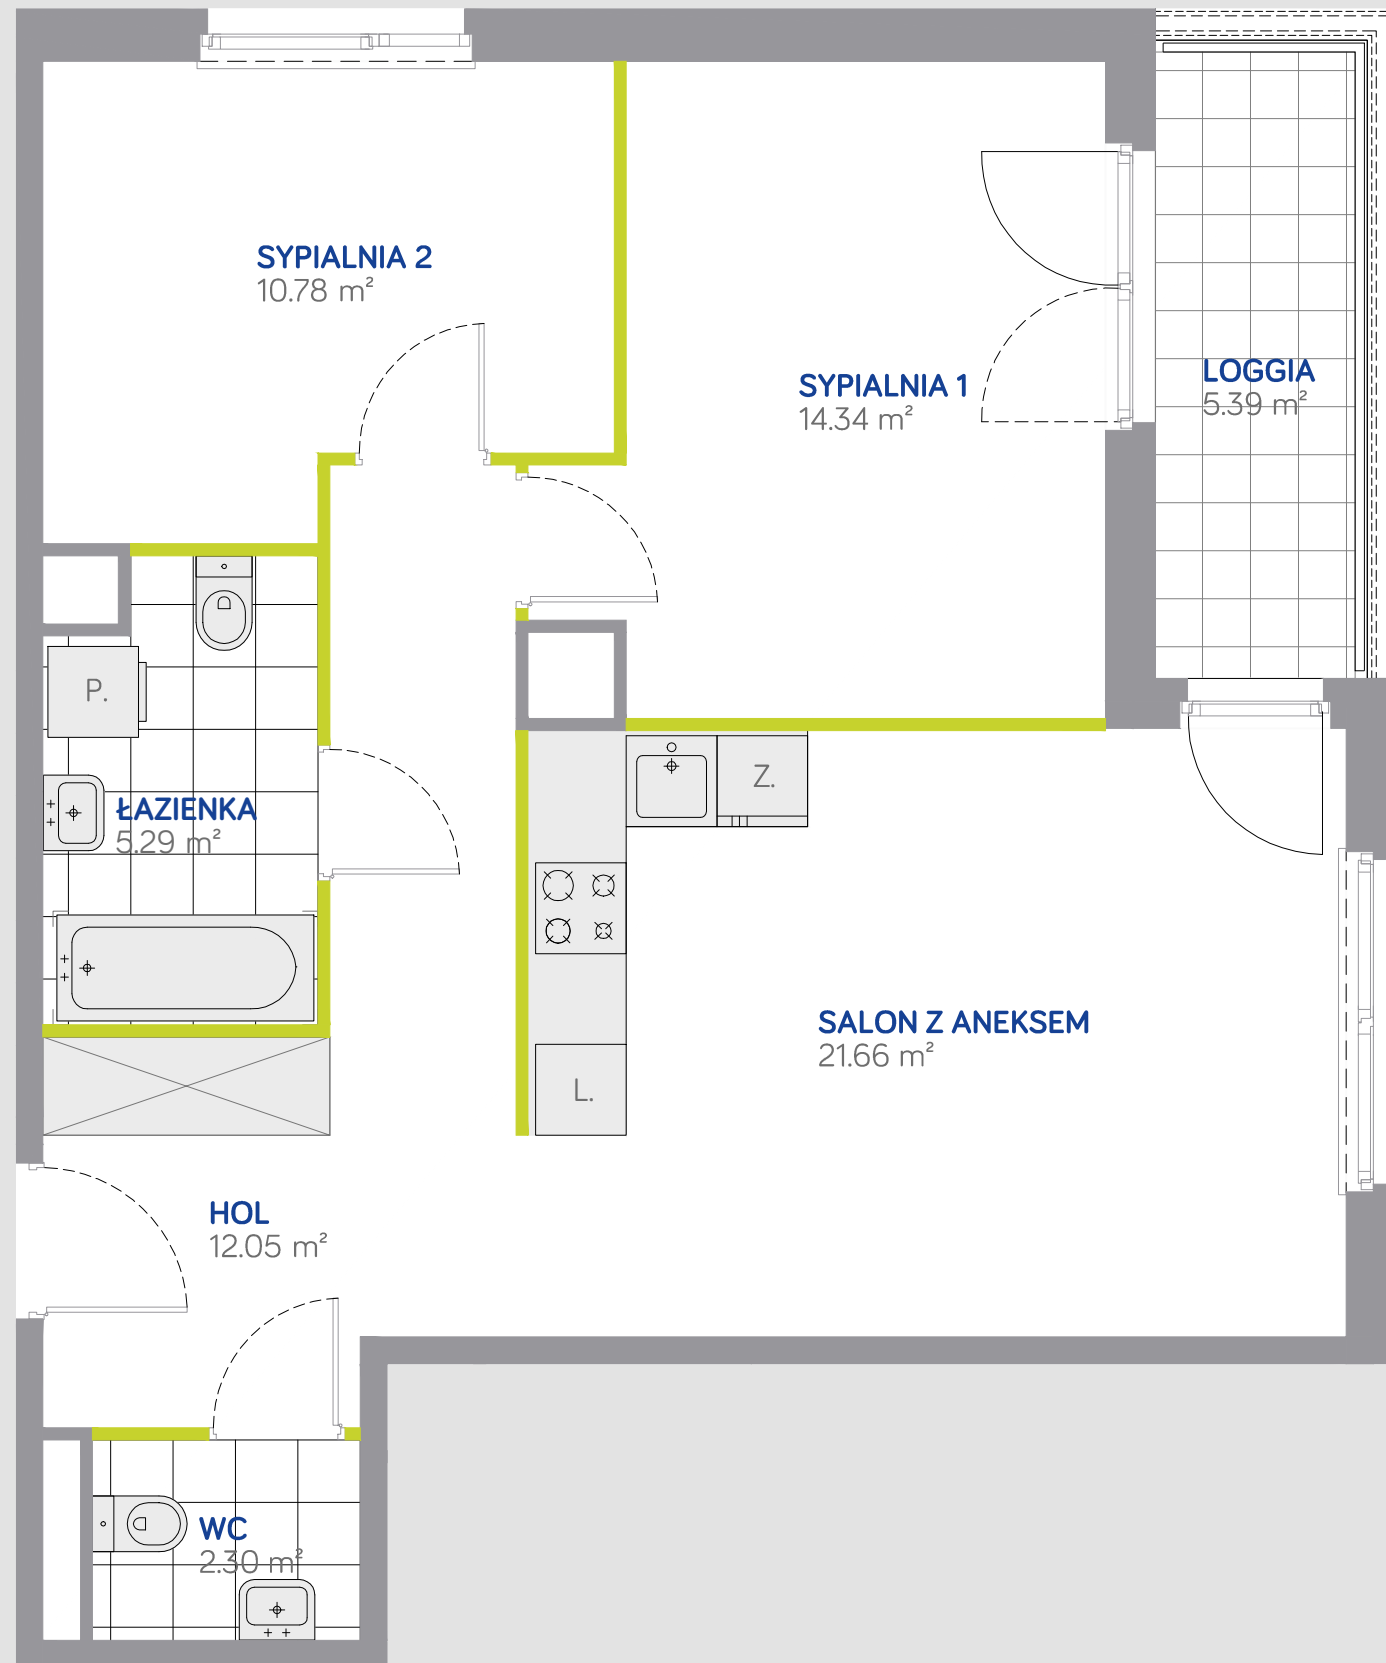 SYPIALNIA 2
10.78 m²
SYPIALNIA 1
14.34 m²
LOGGIA
5.39 m²
P.
Z.
ŁAZIENKA
5.29 m²
SALON Z ANEKSEM
21.66 m²
L.
HOL
12.05 m²
WC
2.30 m²